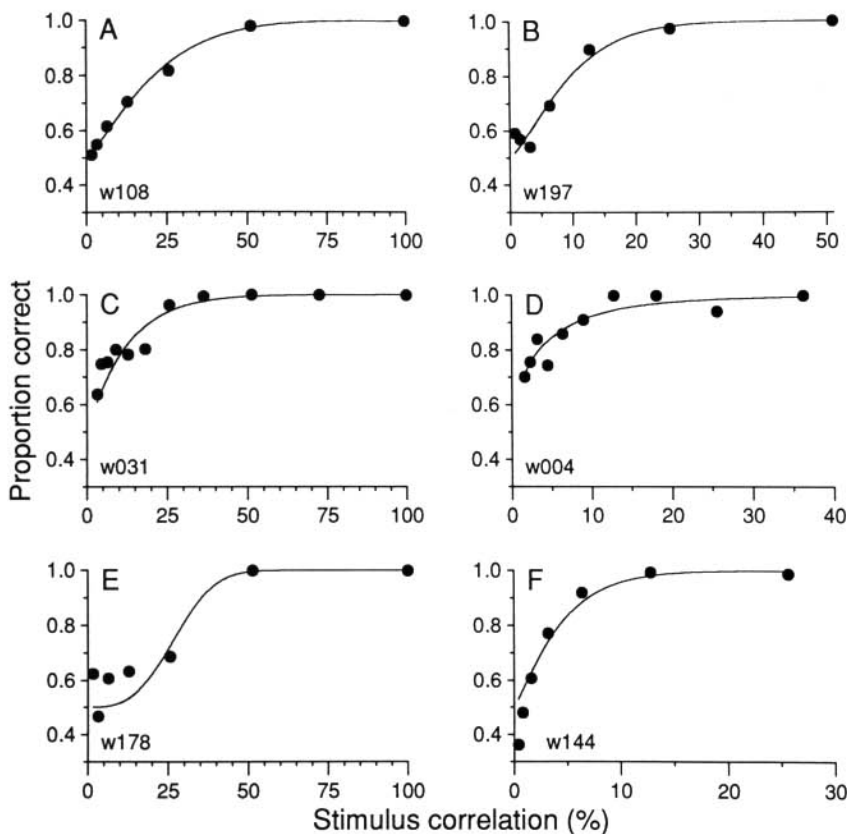 Proportion correct
A
1.0
0.8
0.6
0.4
w108
0 25 50 75 100
B
1.0
0.8
0.6
0.4
w197
0 10 20 30 40 50
C
1.0
0.8
0.6
0.4
w031
0 25 50 75 100
D
1.0
0.8
0.6
0.4
w004
0 10 20 30 40
E
1.0
0.8
0.6
0.4
w178
0 25 50 75 100
F
1.0
0.8
0.6
0.4
w144
0 10 20 30
Stimulus correlation (%)